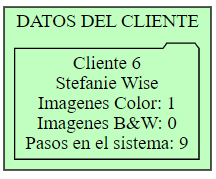 DATOS DEL CLIENTE
Cliente 6
Stefanie Wise
Imagenes Color: 1
Imagenes B&W: 0
Pasos en el sistema: 9